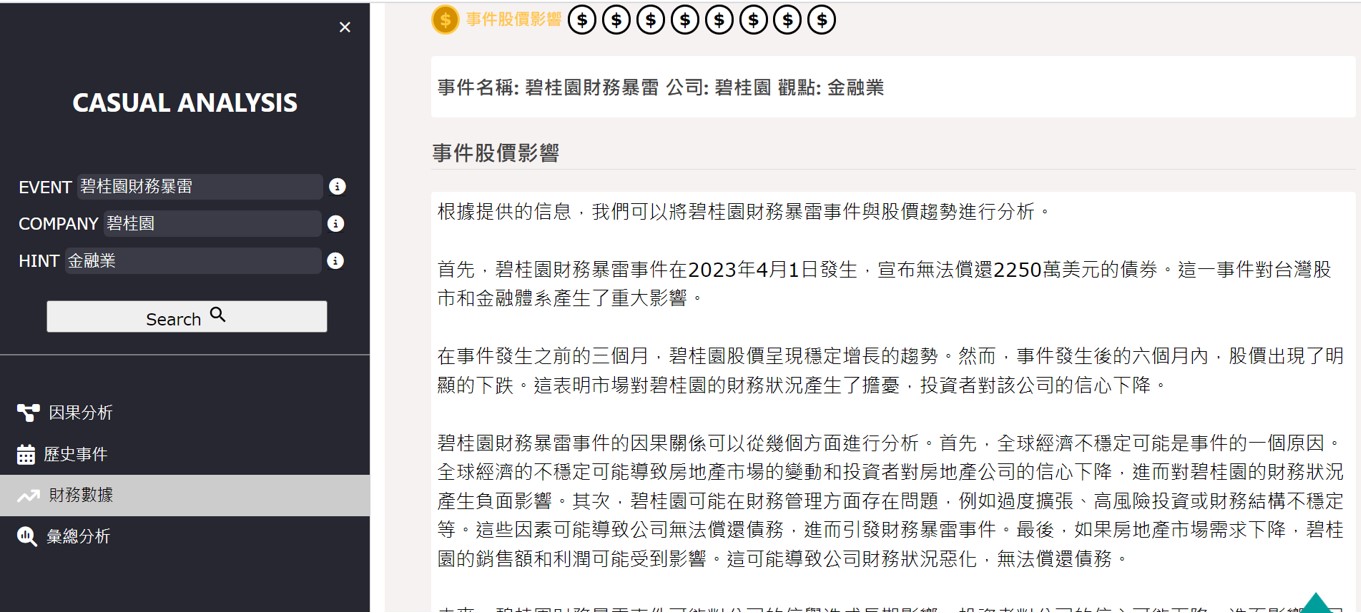 CASUAL ANALYSIS
EVENT 碧桂園財務暴雷
COMPANY 碧桂園
HINT 金融業
Search
因果分析
歷史事件
財務數據
彙總分析
事件股價影響
事件名稱: 碧桂園財務暴雷 公司: 碧桂園 觀點: 金融業
事件股價影響
根據提供的信息，我們可以將碧桂園財務暴雷事件與股價趨勢進行分析。
首先，碧桂園財務暴雷事件在2023年4月1日發生，宣布無法償還2250萬美元的債券。這一事件對台灣股
市和金融體系產生了重大影響。
在事件發生之前的三個月，碧桂園股價呈現穩定增長的趨勢。然而，事件發生後的六個月內，股價出現了明
顯的下跌。這表明市場對碧桂園的財務狀況產生了擔憂，投資者對該公司的信心下降。
碧桂園財務暴雷事件的因果關係可以從幾個方面進行分析。首先，全球經濟不穩定可能是事件的一個原因。
全球經濟的不穩定可能導致房地產市場的變動和投資者對房地產公司的信心下降，進而對碧桂園的財務狀況
產生負面影響。其次，碧桂園可能在財務管理方面存在問題，例如過度擴張、高風險投資或財務結構不穩定
等。這些因素可能導致公司無法償還債務，進而引發財務暴雷事件。最後，如果房地產市場需求下降，碧桂
園的銷售額和利潤可能受到影響。這可能導致公司財務狀況惡化，無法償還債務。